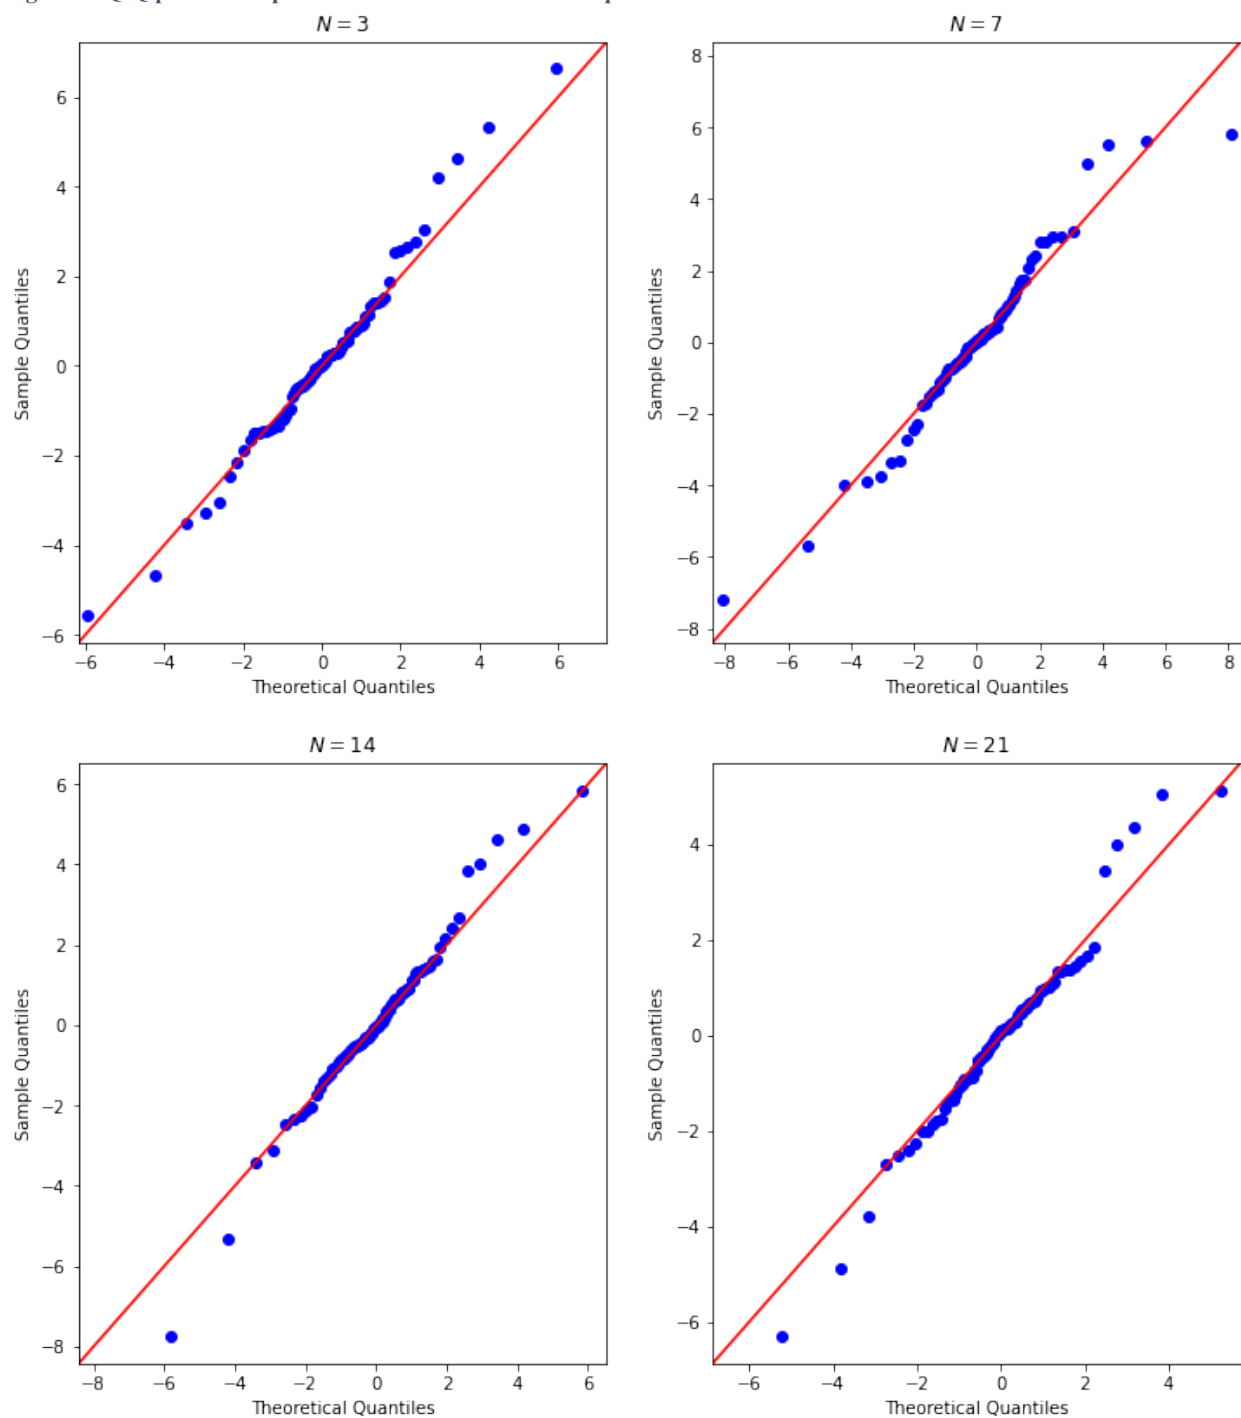 N = 3
N = 7
6
4
2
0
−2
−4
−6
Sample Quantiles
−6 −4 −2 0 2 4 6
Theoretical Quantiles
8
6
4
2
0
−2
−4
−6
−8
Sample Quantiles
−8 −6 −4 −2 0 2 4 6 8
Theoretical Quantiles
N = 14
N = 21
6
4
2
0
−2
−4
−6
−8
Sample Quantiles
−8 −6 −4 −2 0 2 4 6
Theoretical Quantiles
4
2
0
−2
−4
−6
Sample Quantiles
−6 −4 −2 0 2 4
Theoretical Quantiles